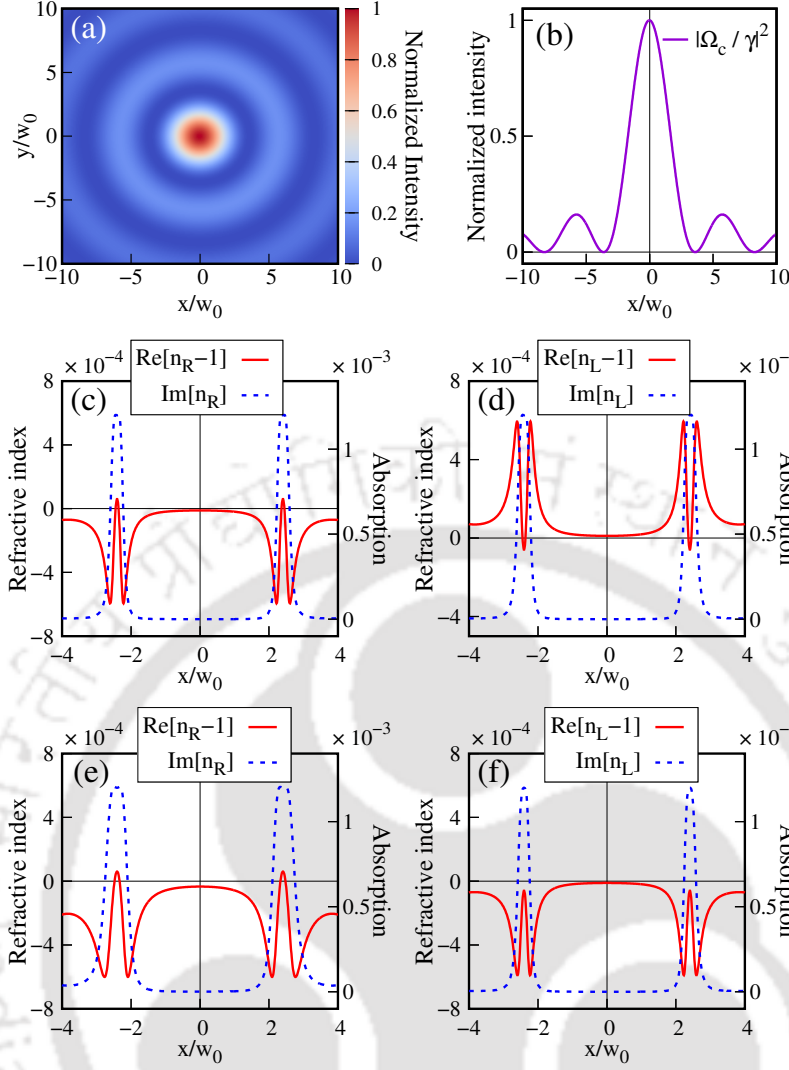 (a)
10
5
0
−5
−10
y/w0
−10 −5 0 5 10
x/w0
1
0.8
0.6
0.4
0.2
0
Normalized Intensity
(b)
|Ωc / γ|²
1
0.5
0
Normalized intensity
−10 −5 0 5 10
x/w0
× 10−4
Re[nR−1]
Im[nR]
× 10−3
(c)
8
4
0
−4
−8
Refractive index
1
0.5
0
Absorption
−4 −2 0 2 4
x/w0
× 10−4
Re[nL−1]
Im[nL]
× 10−
(d)
8
4
0
−4
Refractive index
1
0.5
0
Absorption
−4 −2 0 2 4
x/w0
× 10−4
Re[nR−1]
Im[nR]
× 10−3
(e)
8
4
0
−4
−8
Refractive index
1
0.5
0
Absorption
−4 −2 0 2 4
x/w0
× 10−4
Re[nL−1]
Im[nL]
× 10−
(f)
8
4
0
−4
−8
Refractive index
1
0.5
0
Absorption
−4 −2 0 2 4
x/w0